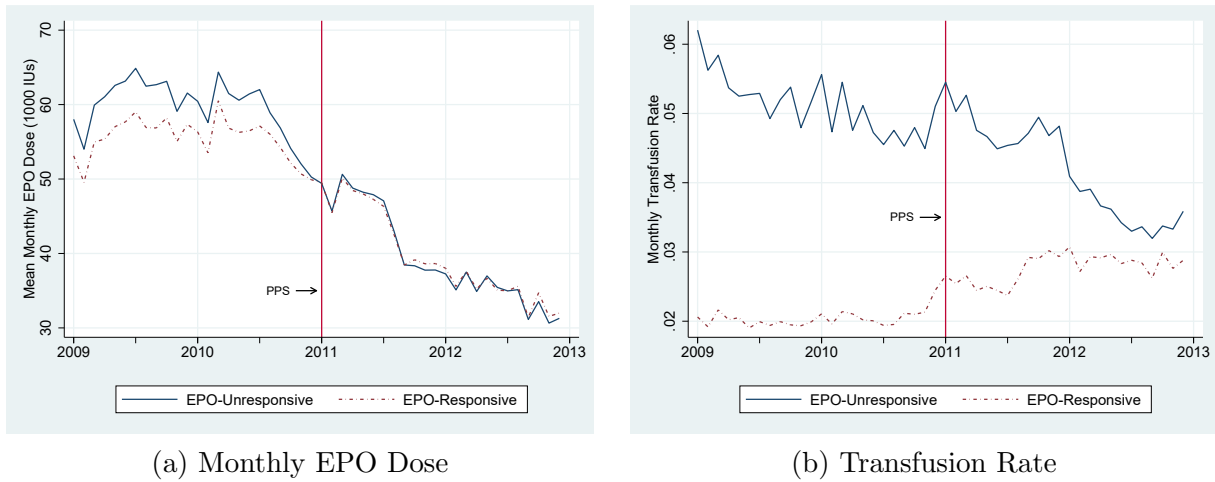 Mean Monthly EPO Dose (1000 IUs)
70
60
50
40
30
PPS
2009 2010 2011 2012 2013
EPO-Unresponsive EPO-Responsive
(a) Monthly EPO Dose
Monthly Transfusion Rate
.06
.05
.04
.03
.02
PPS
2009 2010 2011 2012 2013
EPO-Unresponsive EPO-Responsive
(b) Transfusion Rate